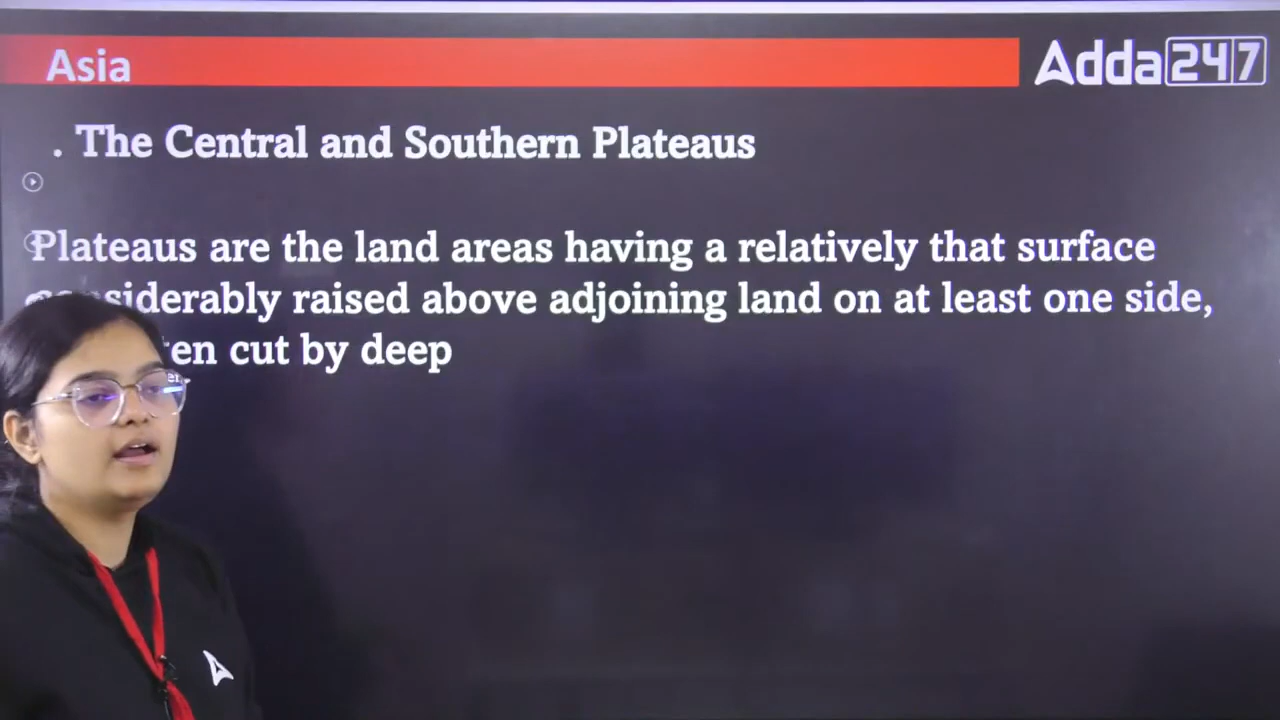 Asia
Adda247
. The Central and Southern Plateaus
Plateaus are the land areas having a relatively that surface
raised above adjoining land on at least one side,
cut by deep